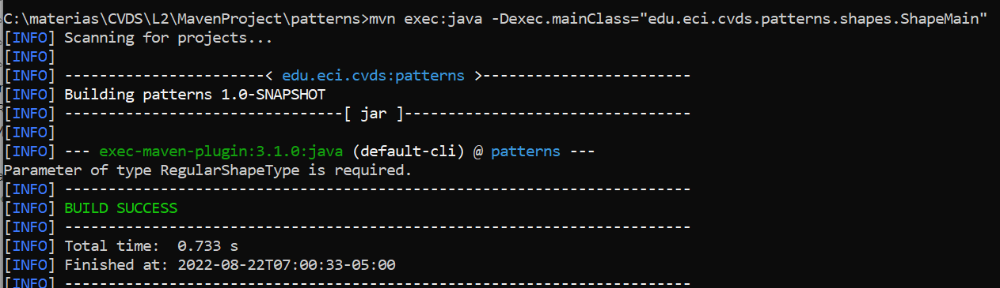 C:\materias\CVDS\L2\MavenProject\patterns>mvn exec:java -Dexec.mainClass="edu.eci.cvds.patterns.shapes.ShapeMain"
[INFO] Scanning for projects...
[INFO]
[INFO] -----------------------< edu.eci.cvds:patterns >------------------------
[INFO] Building patterns 1.0-SNAPSHOT
[INFO] --------------------------------[ jar ]---------------------------------
[INFO]
[INFO] --- exec-maven-plugin:3.1.0:java (default-cli) @ patterns ---
Parameter of type RegularShapeType is required.
[INFO] ------------------------------------------------------------------------
[INFO] BUILD SUCCESS
[INFO] ------------------------------------------------------------------------
[INFO] Total time:  0.733 s
[INFO] Finished at: 2022-08-22T07:00:33-05:00
[INFO] ------------------------------------------------------------------------